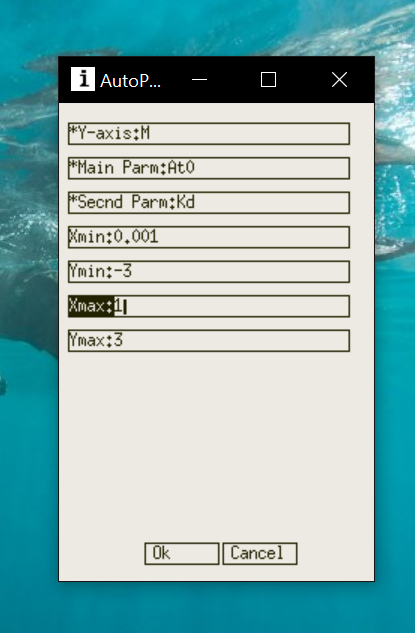 i AutoP...
*Y-axis:M
*Main Parm:At0
*Secnd Parm:Kd
Xmin:0.001
Ymin:-3
Xmax:1
Ymax:3
Ok Cancel